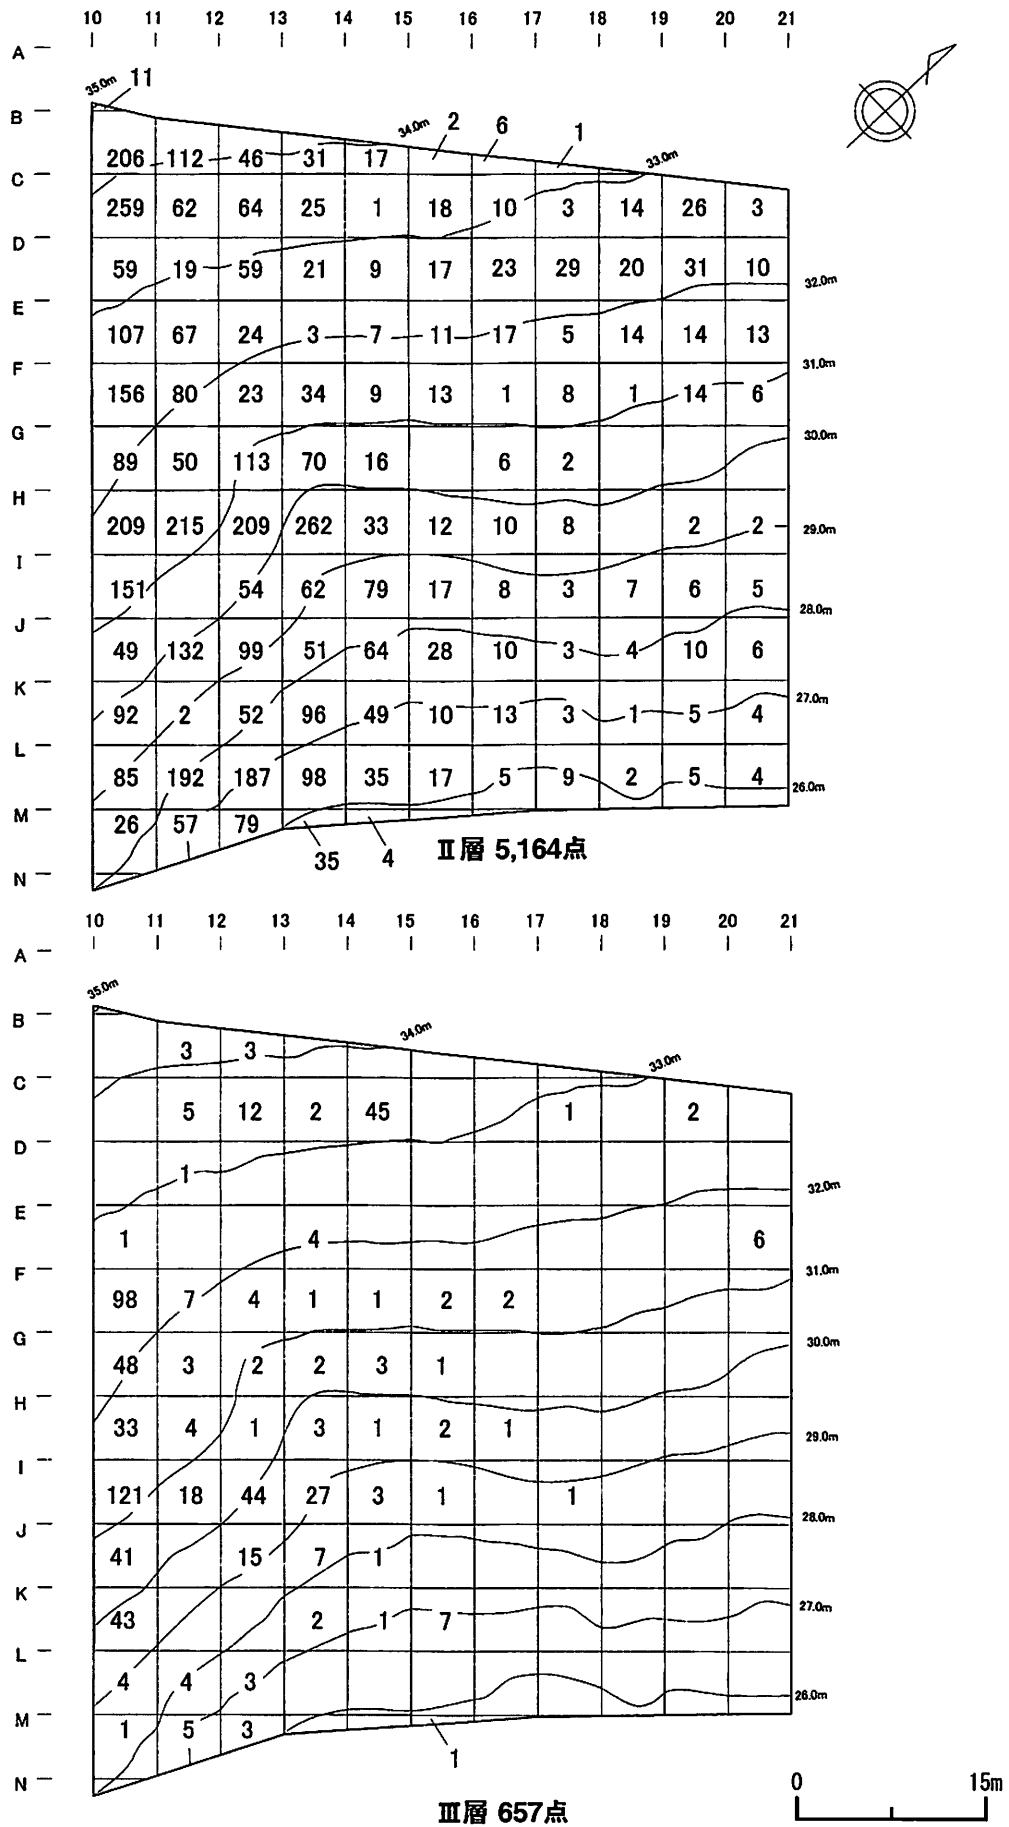 10 11 12 13 14 15 16 17 18 19 20 21
A
35.0m 11
B
34.0m 2 6 1
206 112 46 31 17 33.0m
C
259 62 64 25 1 18 10 3 14 26 3
D
59 19 59 21 9 17 23 29 20 31 10
32.0m
E
107 67 24 3 7 11 17 5 14 14 13
31.0m
F
156 80 23 34 9 13 1 8 1 14 6
G
30.0m
89 50 113 70 16 6 2
H
209 215 209 262 33 12 10 8 2 2 29.0m
I
151 54 62 79 17 8 3 7 6 5
28.0m
J
49 132 99 51 64 28 10 3 4 10 6
K
27.0m
92 2 52 96 49 10 13 3 1 5 4
L
85 192 187 98 35 17 5 9 2 5 4
26.0m
M
26 57 79
35 4 Ⅱ層 5,164点
N
10 11 12 13 14 15 16 17 18 19 20 21
A
35.0m
B
34.0m
3 3 33.0m
C
5 12 2 45 1 2
D
1
32.0m
E
1 4 6
F
31.0m
98 7 4 1 1 2 2
G
30.0m
48 3 2 2 3 1
H
33 4 1 3 1 2 1
29.0m
I
121 18 44 27 3 1 1
28.0m
J
41 15 7 1
K
27.0m
43 2 1 7
L
4 4 3
26.0m
M
1 5 3
1
N
0 15m
Ⅲ層 657点